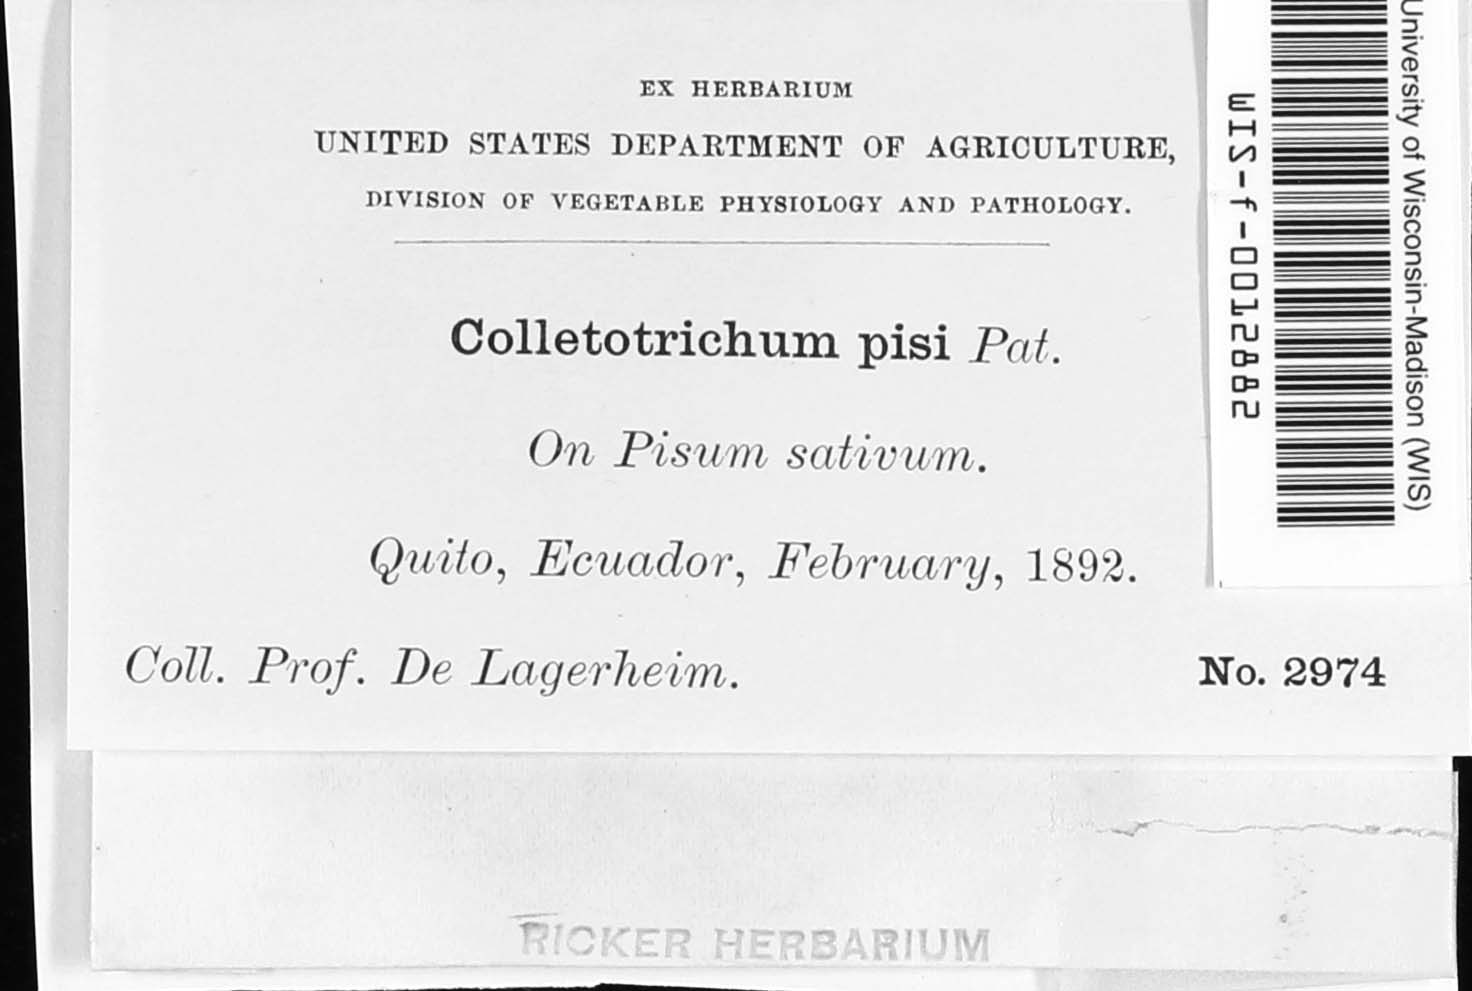 EX HERBARIUM
UNITED STATES DEPARTMENT OF AGRICULTURE,
DIVISION OF VEGETABLE PHYSIOLOGY AND PATHOLOGY.
Colletotrichum pisi Pat.
On Pisum sativum.
Quito, Ecuador, February, 1892.
Coll. Prof. De Lagerheim.
No. 2974
University of Wisconsin-Madison (WIS)
WIS-f-0012882
RICKER HERBARIUM